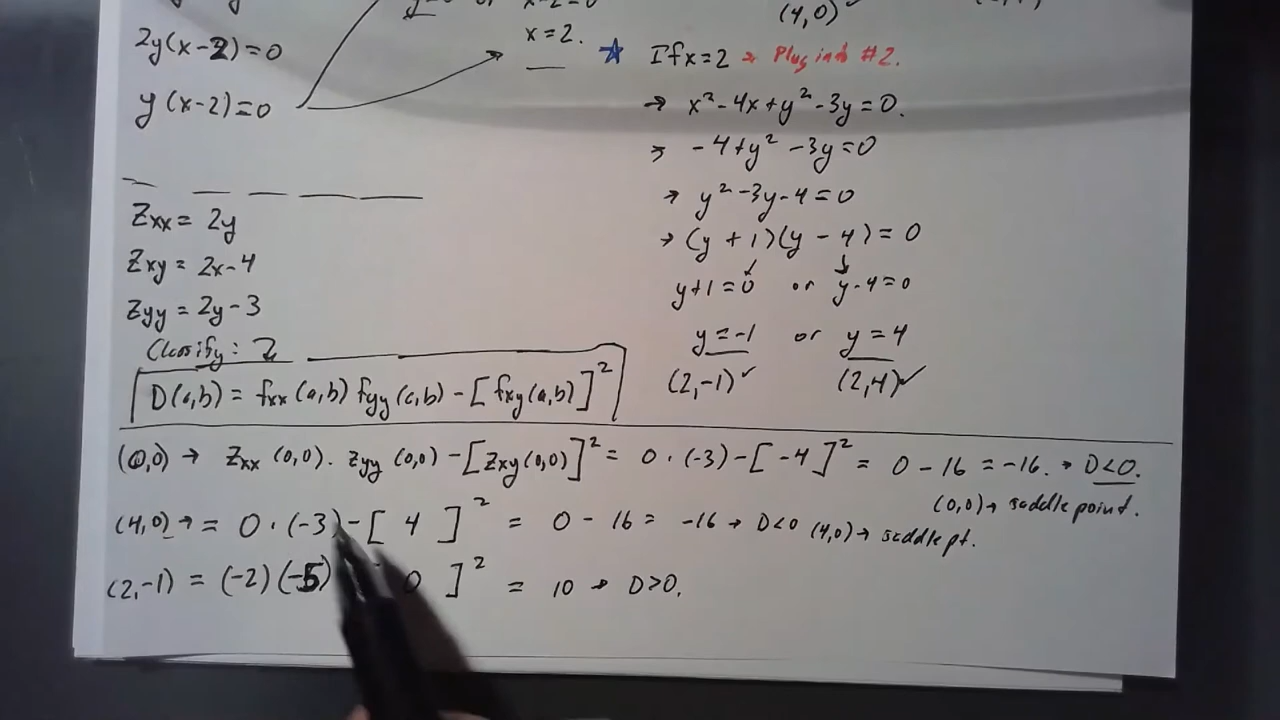 x-2=0
(4,0) ✓
2y(x-2)=0
x=2.
★ If x=2 → Plug into #2.
y(x-2)=0
→ x²-4x+y²-3y=0.
→ -4+y²-3y=0
→ y²-3y-4=0
→ (y+1)(y-4)=0
y+1=0 or y-4=0
y=-1 or y=4
(2,-1)✓ (2,4)✓
Zxx = 2y
Zxy = 2x-4
Zyy = 2y-3
Classify:
D(a,b) = fxx(a,b) fyy(a,b) - [fxy(a,b)]²
(0,0) → Zxx(0,0). Zyy(0,0) - [Zxy(0,0)]² = 0·(-3)-[-4]² = 0-16 = -16. → D<0.
(0,0) → saddle point.
(4,0) → = 0·(-3)-[4]² = 0-16 = -16 → D<0 (4,0) → saddle pt.
(2,-1) = (-2)(-5) 0 ]² = 10 → D>0.